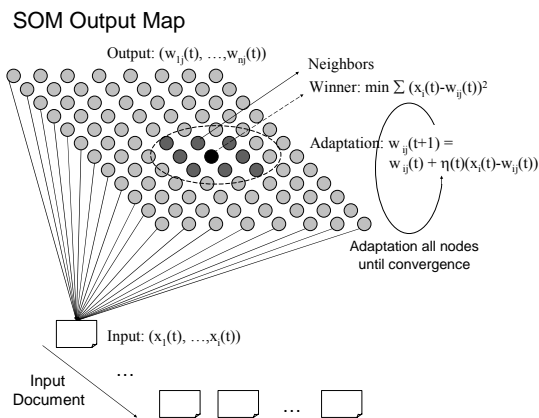 SOM Output Map
Output: (w1j(t), …,wnj(t))
Neighbors
Winner: min ∑ (xi(t)-wij(t))²
Adaptation: wij(t+1) =
wij(t) + η(t)(xi(t)-wij(t))
Adaptation all nodes
until convergence
Input: (x1(t), …,xi(t))
…
Input
Document
…